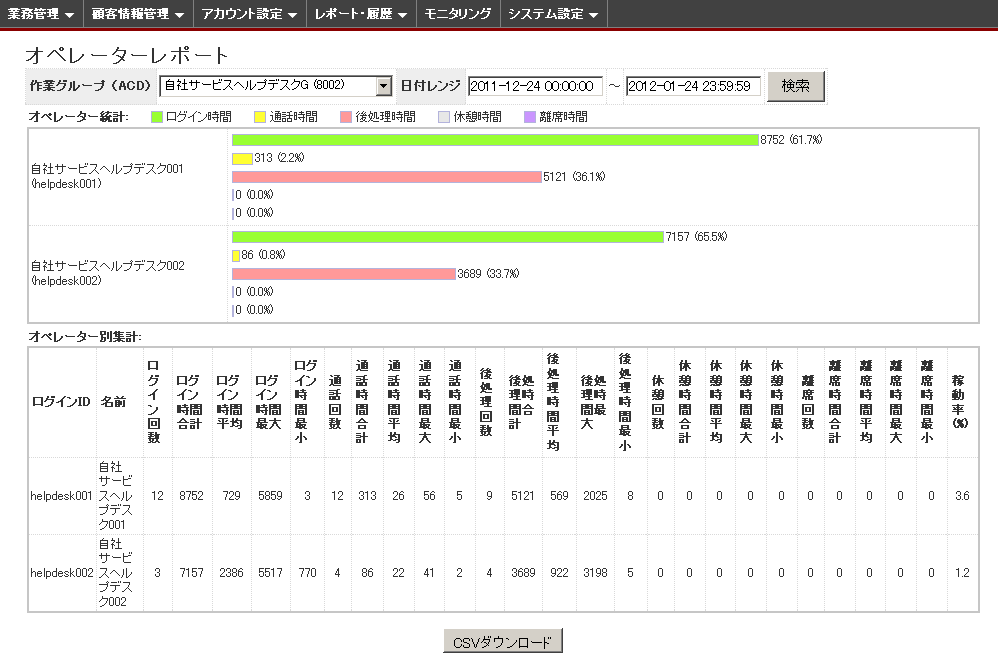 業務管理 顧客情報管理 アカウント設定 レポート・履歴 モニタリング システム設定
オペレーターレポート
作業グループ（ACD） 自社サービスヘルプデスクG (8002) 日付レンジ 2011-12-24 00:00:00 ～ 2012-01-24 23:59:59 検索
オペレーター統計: ログイン時間 通話時間 後処理時間 休憩時間 離席時間
自社サービスヘルプデスク001
(helpdesk001)
8752 (61.7%)
313 (2.2%)
5121 (36.1%)
0 (0.0%)
0 (0.0%)
自社サービスヘルプデスク002
(helpdesk002)
7157 (65.5%)
86 (0.8%)
3689 (33.7%)
0 (0.0%)
0 (0.0%)
オペレーター別集計:
ログインID 名前 ログイン回数 ログイン時間合計 ログイン時間平均 ログイン時間最大 ログイン時間最小 通話回数 通話時間合計 通話時間平均 通話時間最大 通話時間最小 後処理回数 後処理時間合計 後処理時間平均 後処理時間最大 後処理時間最小 休憩回数 休憩時間合計 休憩時間平均 休憩時間最大 休憩時間最小 離席回数 離席時間合計 離席時間平均 離席時間最大 離席時間最小 稼動率(%)
helpdesk001 自社サービスヘルプデスク001 12 8752 729 5859 3 12 313 26 56 5 9 5121 569 2025 8 0 0 0 0 0 0 0 0 0 0 3.6
helpdesk002 自社サービスヘルプデスク002 3 7157 2386 5517 770 4 86 22 41 2 4 3689 922 3198 5 0 0 0 0 0 0 0 0 0 0 1.2
CSVダウンロード